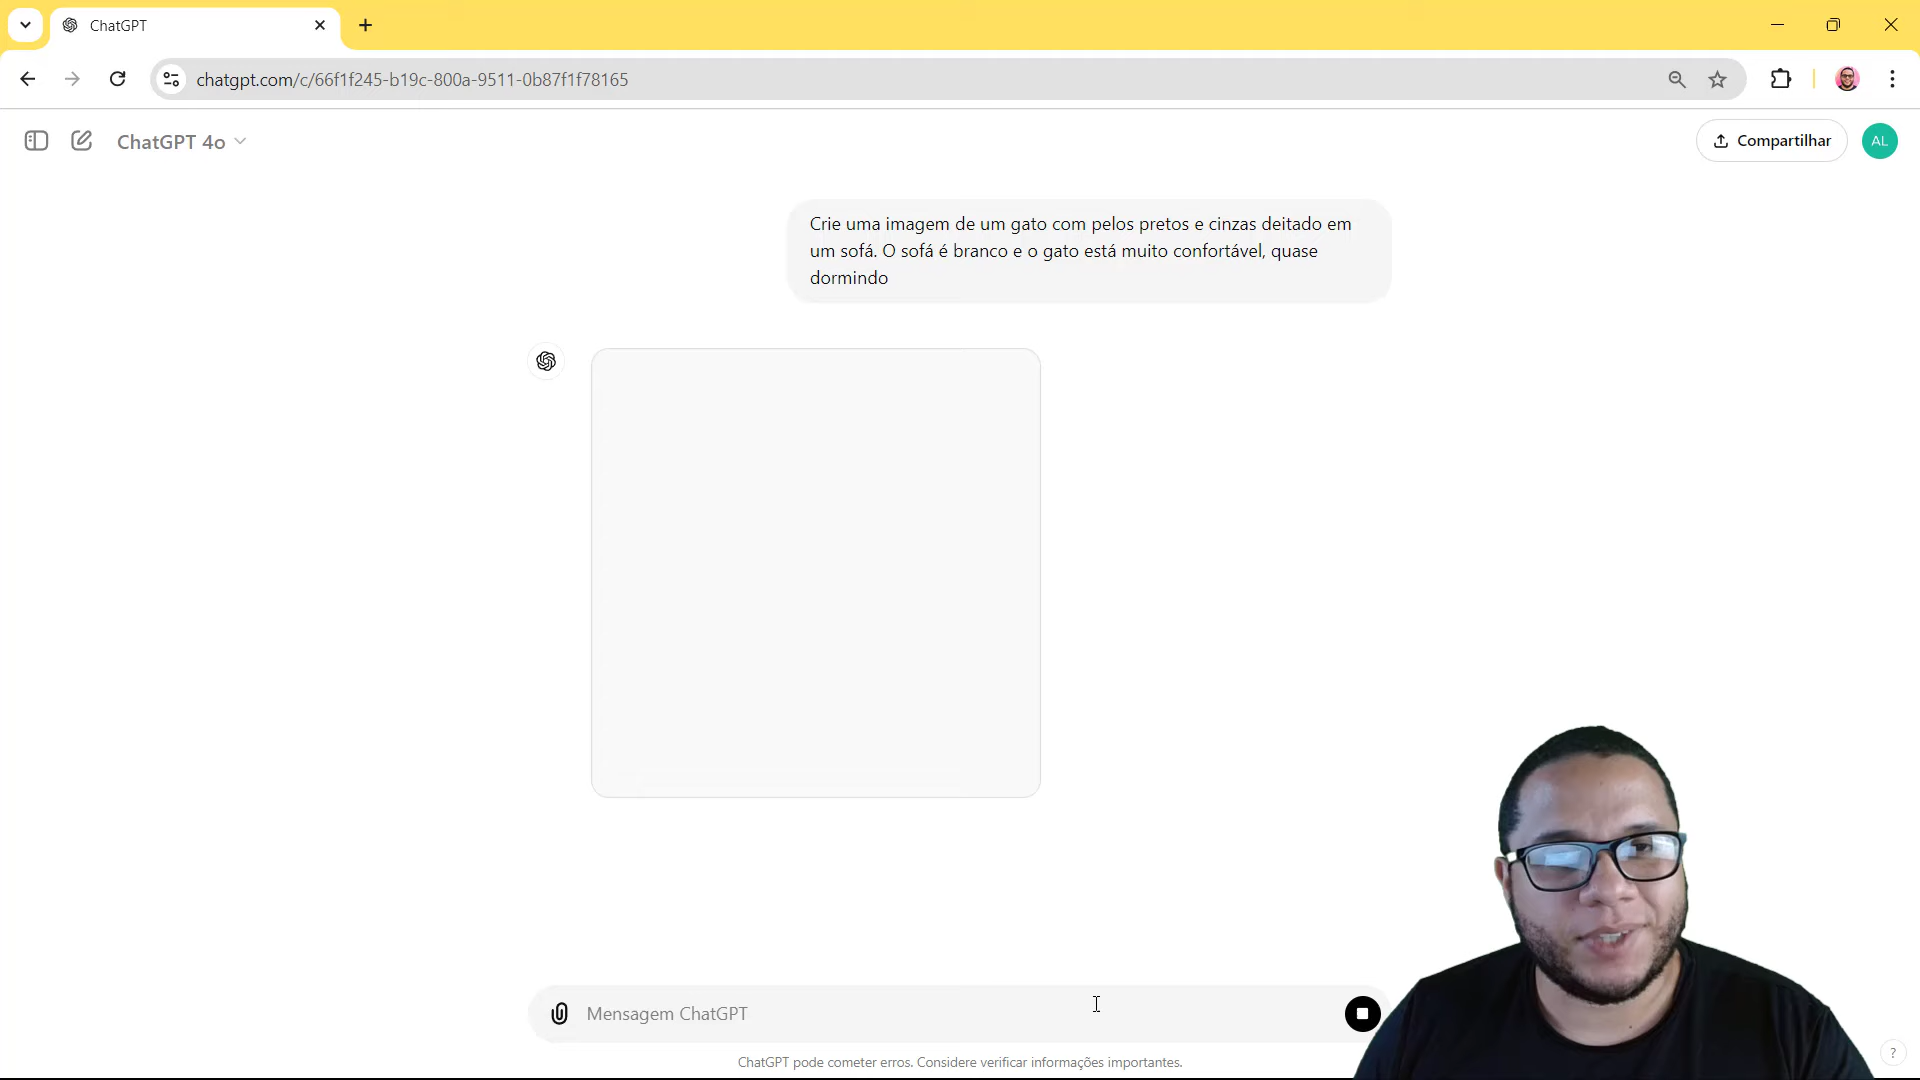 ChatGPT
chatgpt.com/c/66f1f245-b19c-800a-9511-0b87f1f78165
ChatGPT 4o
Compartilhar
AL
Crie uma imagem de um gato com pelos pretos e cinzas deitado em
um sofá. O sofá é branco e o gato está muito confortável, quase
dormindo
Mensagem ChatGPT
ChatGPT pode cometer erros. Considere verificar informações importantes.
?